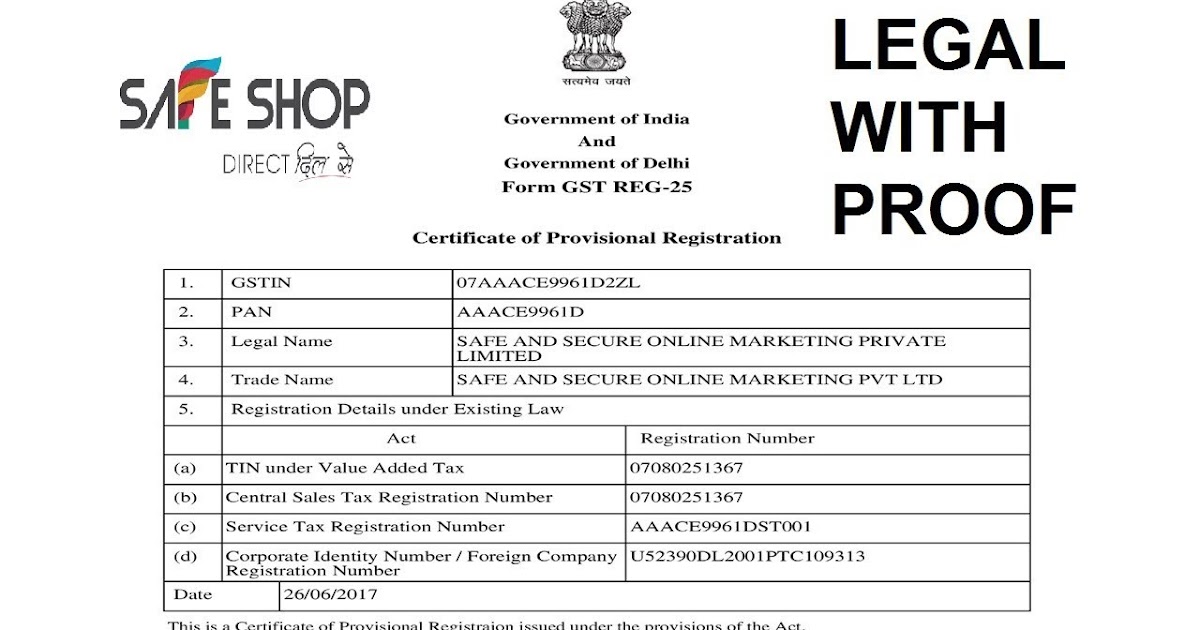 SAFE SHOP
DIRECT दिल से
सत्यमेव जयते
Government of India
And
Government of Delhi
Form GST REG-25
Certificate of Provisional Registration
LEGAL
WITH
PROOF
1. GSTIN 07AAACE9961D2ZL
2. PAN AAACE9961D
3. Legal Name SAFE AND SECURE ONLINE MARKETING PRIVATE
LIMITED
4. Trade Name SAFE AND SECURE ONLINE MARKETING PVT LTD
5. Registration Details under Existing Law
Act Registration Number
(a) TIN under Value Added Tax 07080251367
(b) Central Sales Tax Registration Number 07080251367
(c) Service Tax Registration Number AAACE9961DST001
(d) Corporate Identity Number / Foreign Company U52390DL2001PTC109313
Registration Number
Date 26/06/2017
This is a Certificate of Provisional Registraion issued under the provisions of the Act.